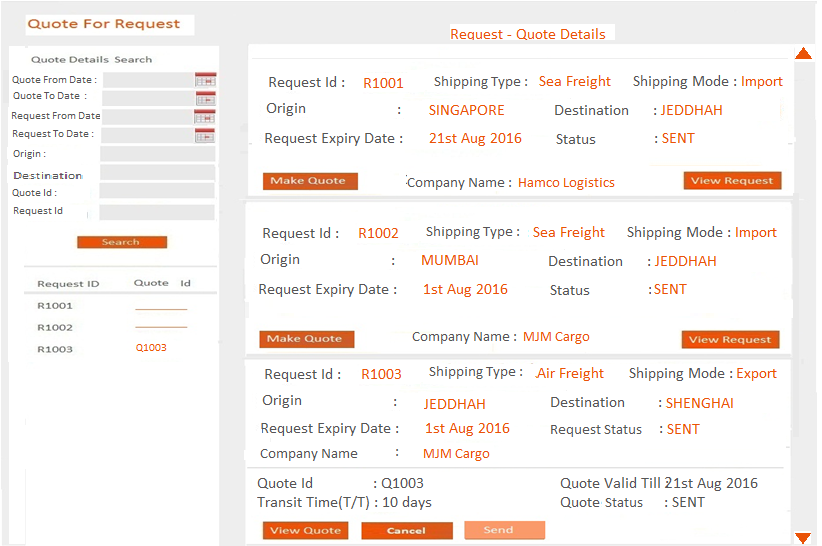 Quote For Request
Quote Details Search
Quote From Date :
Quote To Date :
Request From Date
Request To Date :
Origin :
Destination
Quote Id :
Request Id
Search
Request ID Quote Id
R1001
R1002
R1003 Q1003
Request - Quote Details
Request Id : R1001 Shipping Type : Sea Freight Shipping Mode : Import
Origin : SINGAPORE Destination : JEDDHAH
Request Expiry Date : 21st Aug 2016 Status : SENT
Make Quote Company Name : Hamco Logistics View Request
Request Id : R1002 Shipping Type : Sea Freight Shipping Mode : Import
Origin : MUMBAI Destination : JEDDHAH
Request Expiry Date : 1st Aug 2016 Status :SENT
Make Quote Company Name : MJM Cargo View Request
Request Id : R1003 Shipping Type : Air Freight Shipping Mode : Export
Origin : JEDDHAH Destination : SHENGHAI
Request Expiry Date : 1st Aug 2016 Request Status : SENT
Company Name : MJM Cargo
Quote Id : Q1003 Quote Valid Till 21st Aug 2016
Transit Time(T/T) : 10 days Quote Status : SENT
View Quote Cancel Send